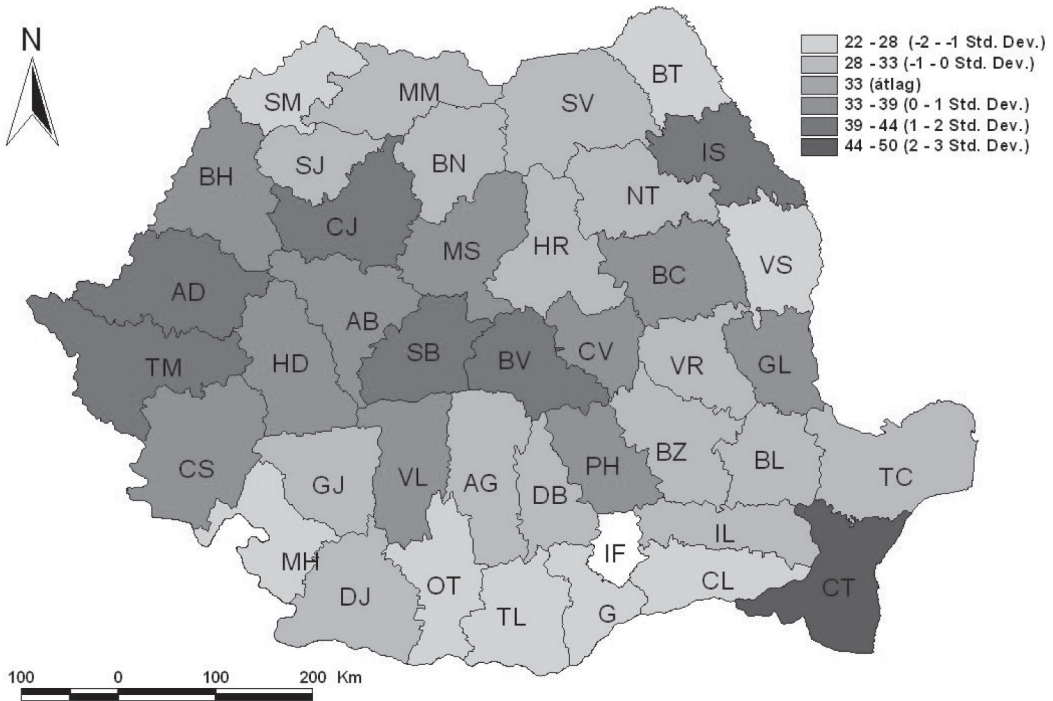 N
22 - 28 (-2 - -1 Std. Dev.)
28 - 33 (-1 - 0 Std. Dev.)
33 (átlag)
33 - 39 (0 - 1 Std. Dev.)
39 - 44 (1 - 2 Std. Dev.)
44 - 50 (2 - 3 Std. Dev.)
BT
SM
MM
SV
IS
SJ
BN
BH
NT
CJ
MS
HR
BC
VS
AD
AB
SB
BV
CV
VR
GL
TM
HD
CS
GJ
VL
AG
DB
PH
BZ
BL
TC
IF
IL
MH
DJ
OT
TL
G
CL
CT
100 0 100 200 Km